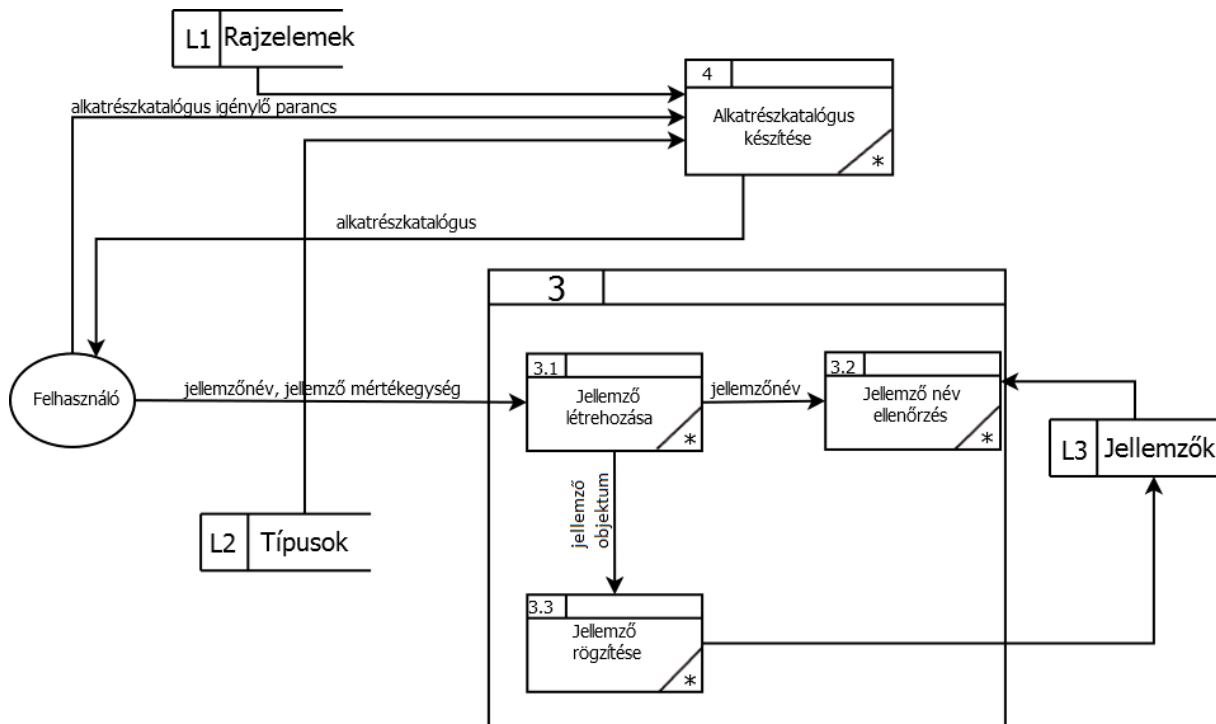 L1 Rajzelemek
4
alkatrészkatalógus igénylő parancs
Alkatrészkatalógus
készítése
*
alkatrészkatalógus
3
3.1
3.2
Felhasználó
jellemzőnév, jellemző mértékegység
Jellemző
létrehozása
*
jellemzőnév
Jellemző név
ellenőrzés
*
L3 Jellemzők
jellemző
objektum
L2 Típusok
3.3
Jellemző
rögzítése
*